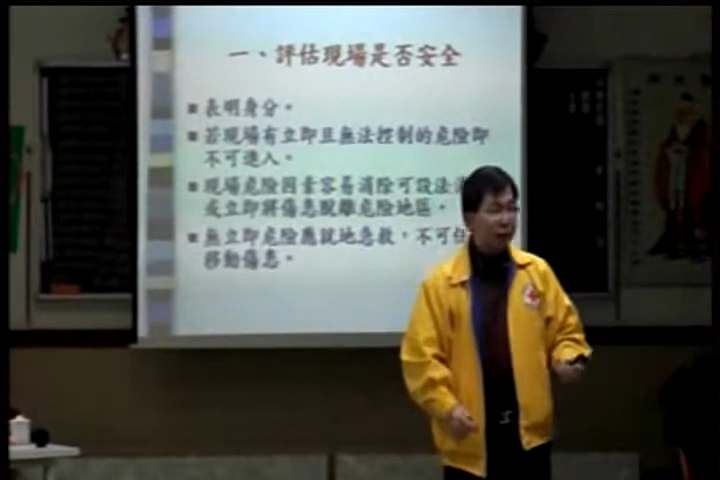 一、評估現場是否安全
■表明身分。
■若現場有立即且無法控制的危險即
不可進入。
■現場危險因素容易消除可設法消
或立即將傷患脫離危險地區。
■無立即危險應就地急救，不可任
移動傷患。